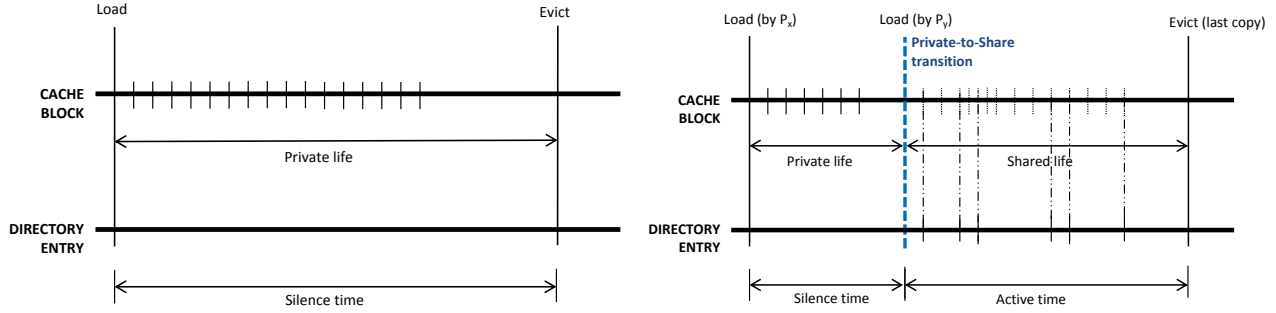 Load
Evict
CACHE
BLOCK
Private life
DIRECTORY
ENTRY
Silence time
Load (by Px)
Load (by Py)
Evict (last copy)
Private-to-Share
transition
CACHE
BLOCK
Private life
Shared life
DIRECTORY
ENTRY
Silence time
Active time